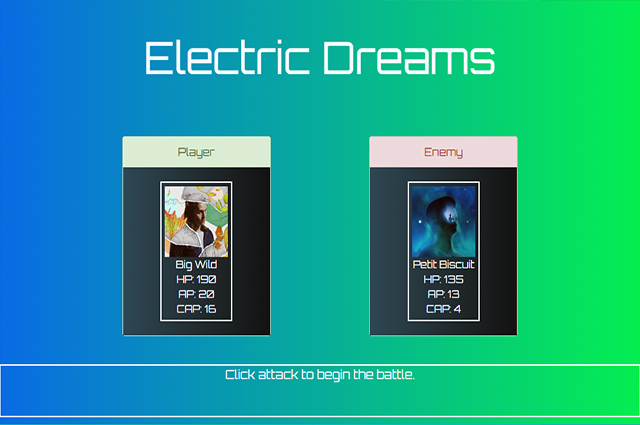 Electric Dreams
Player
Enemy
Big Wild
HP: 190
AP: 20
CAP: 16
Petit Biscuit
HP: 135
AP: 13
CAP: 4
Click attack to begin the battle.